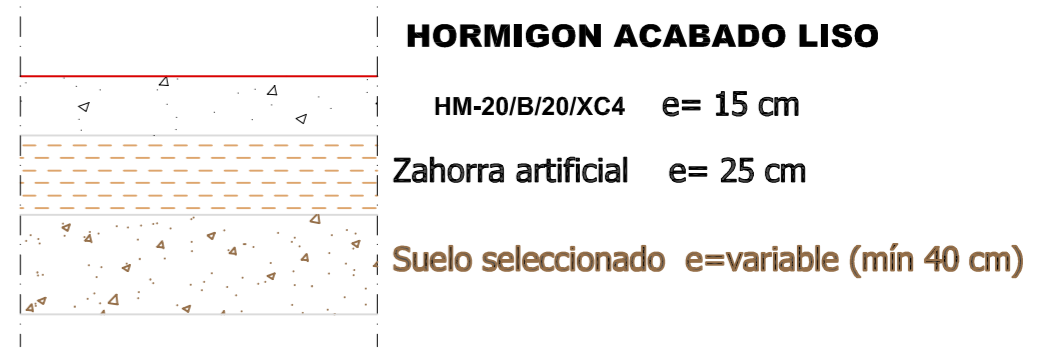 HORMIGON ACABADO LISO
HM-20/B/20/XC4 e= 15 cm
Zahorra artificial e= 25 cm
Suelo seleccionado e=variable (mín 40 cm)